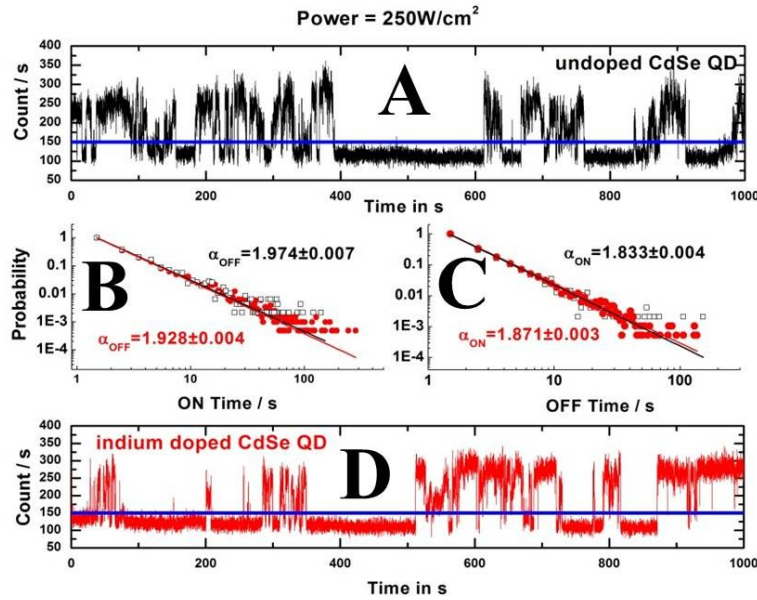 Power = 250W/cm²
400
350
300
250
200
150
100
50
Count / s
undoped CdSe QD
A
0 200 400 600 800 1000
Time in s
1
0.1
0.01
1E-3
1E-4
Probability
B
α_OFF=1.974±0.007
α_OFF=1.928±0.004
1 10 100
ON Time / s
1
0.1
0.01
1E-3
1E-4
C
α_ON=1.833±0.004
α_ON=1.871±0.003
1 10 100
OFF Time / s
400
350
300
250
200
150
100
50
Count / s
indium doped CdSe QD
D
0 200 400 600 800 1000
Time in s